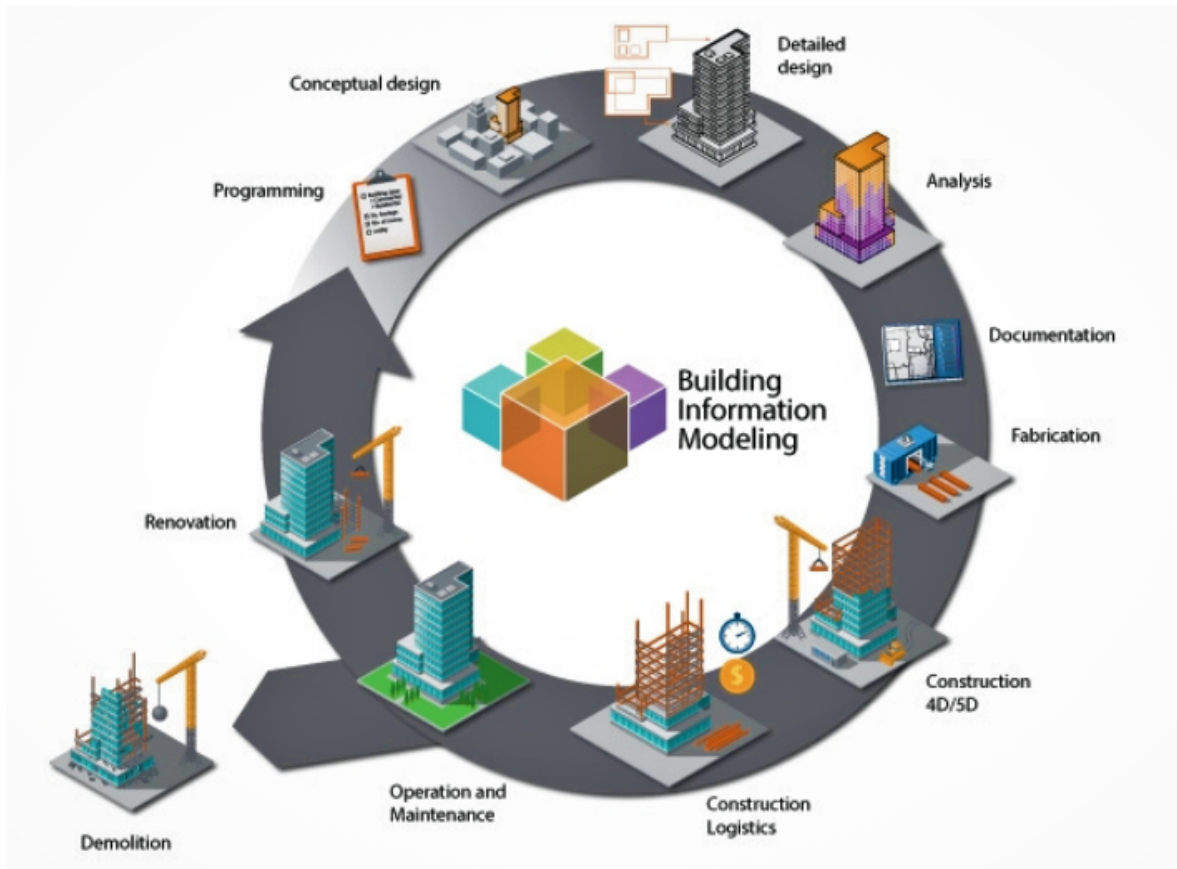 Detailed
design
Conceptual design
Programming
Analysis
Documentation
Building
Information
Modeling
Fabrication
Renovation
Construction
4D/5D
$
Operation and
Maintenance
Construction
Logistics
Demolition